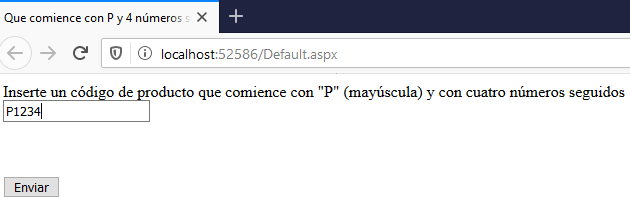 Que comience con P y 4 números s
localhost:52586/Default.aspx
Inserte un código de producto que comience con "P" (mayúscula) y con cuatro números seguidos
P1234
Enviar